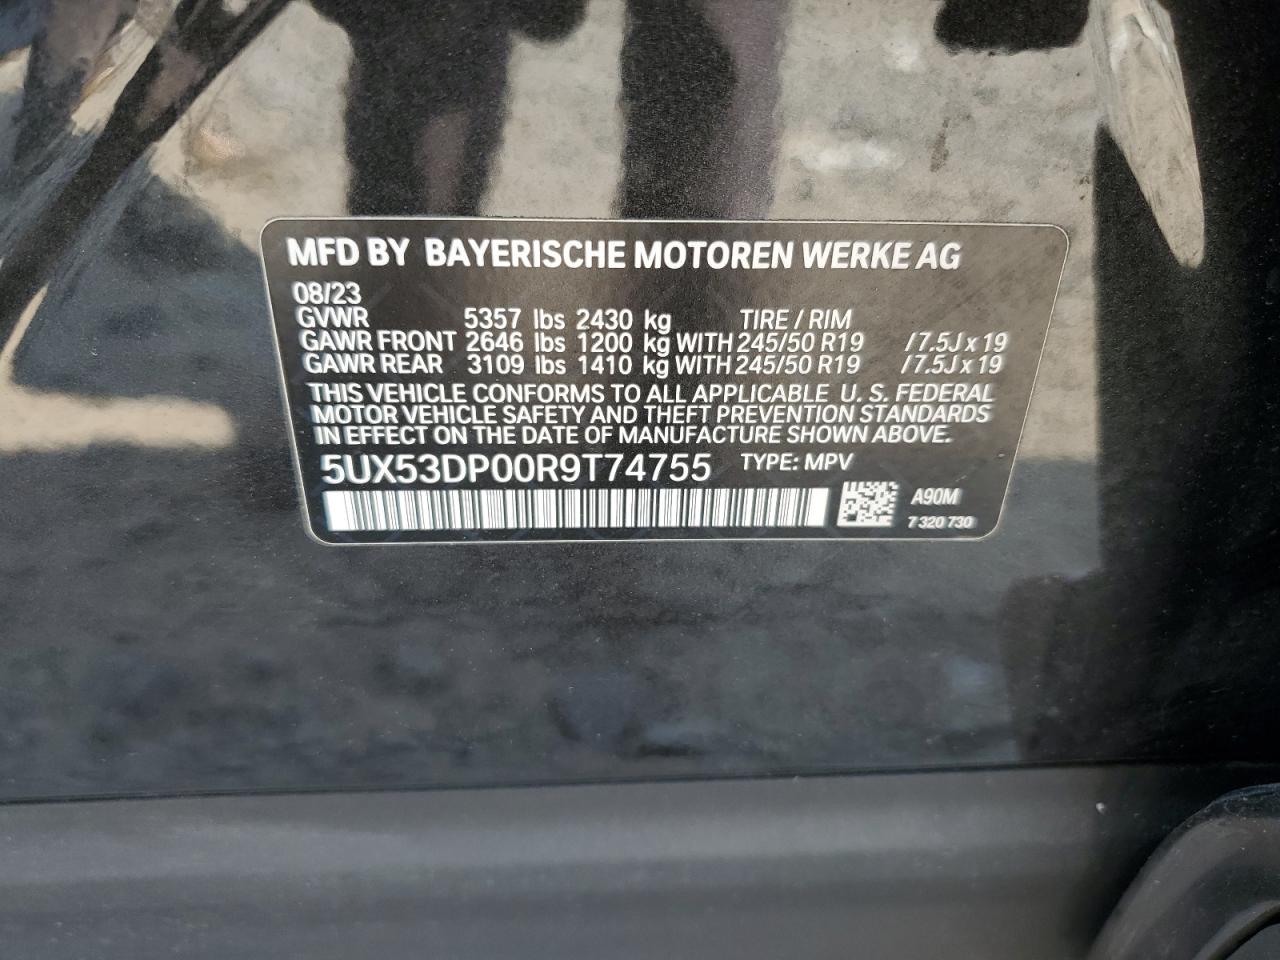 MFD BY BAYERISCHE MOTOREN WERKE AG
08/23
GVWR 5357 lbs 2430 kg TIRE / RIM
GAWR FRONT 2646 lbs 1200 kg WITH 245/50 R19 / 7.5J x 19
GAWR REAR 3109 lbs 1410 kg WITH 245/50 R19 / 7.5J x 19
THIS VEHICLE CONFORMS TO ALL APPLICABLE U. S. FEDERAL
MOTOR VEHICLE SAFETY AND THEFT PREVENTION STANDARDS
IN EFFECT ON THE DATE OF MANUFACTURE SHOWN ABOVE.
5UX53DP00R9T74755 TYPE: MPV
A90M
7 320 730